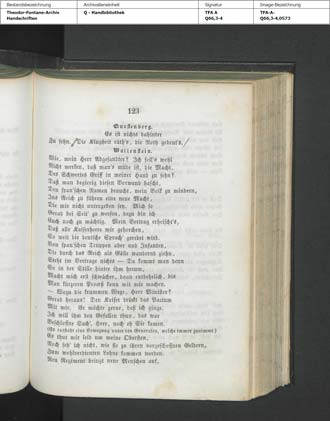 Bestandsbezeichnung
Theodor-Fontane-Archiv
Handschriften
Archivalieneinheit
Q - Handbibliothek
Signatur
TFA A
Q66,3-4
Image-Bezeichnung
TFA-A-
Q66,3-4,0573
123
Questenberg.
Es ist nichts dahinter
Zu sehn. Die Klugheit räth's, die Noth gebeut's.
Wallenstein.
Wie, mein Herr Abgesandter? Ich soll's wohl
Nicht merken, daß man's müde ist, die Macht,
Des Schwertes Griff in meiner Hand zu sehn?
Daß man begierig diesen Vorwand hascht,
Den span'schen Namen braucht, mein Volk zu mindern,
Ins Reich zu führen eine neue Macht,
Die mir nicht untergeben sey. Mich so
Gerad bei Seit' zu werfen, dazu bin ich
Euch noch zu mächtig. Mein Vertrag erheischt's,
Daß alle Kaiserheere mir gehorchen,
So weit die deutsche Sprach' geredet wird.
Von span'schen Truppen aber und Infanten,
Die durch das Reich als Gäste wandernd ziehn,
Steht im Vertrage nichts — Da kommt man denn
So in der Stille hinter ihm herum,
Macht mich erst schwächer, dann entbehrlich, bis
Man kürzeren Prozeß kann mit mir machen.
— Wozu die krummen Wege, Herr Minister?
Gerad heraus! Den Kaiser drückt das Paktum
Mit mir. Er möchte gerne, daß ich ginge.
Ich will ihm den Gefallen thun, das war
Beschloßne Sach', Herr, noch eh Sie kamen.
(Es entsteht eine Bewegung unter den Generalen, welche immer zunimmt)
Es thut mir leid um meine Obersten,
Noch seh' ich nicht, wie sie zu ihren vorgeschoßnen Geldern,
Zum wohlverdienten Lohne kommen werden.
Neu Regiment bringt neue Menschen auf,